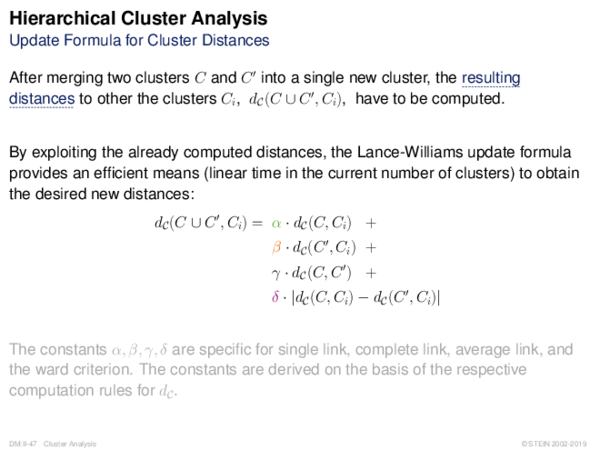 Hierarchical Cluster Analysis
Update Formula for Cluster Distances
After merging two clusters C and C′ into a single new cluster, the resulting
distances to other the clusters Cᵢ, d𝒞(C ∪ C′, Cᵢ), have to be computed.
By exploiting the already computed distances, the Lance-Williams update formula
provides an efficient means (linear time in the current number of clusters) to obtain
the desired new distances:
d𝒞(C ∪ C′, Cᵢ) = α · d𝒞(C, Cᵢ) +
β · d𝒞(C′, Cᵢ) +
γ · d𝒞(C, C′) +
δ · |d𝒞(C, Cᵢ) − d𝒞(C′, Cᵢ)|
The constants α, β, γ, δ are specific for single link, complete link, average link, and
the ward criterion. The constants are derived on the basis of the respective
computation rules for d𝒞.
DM:II-47 Cluster Analysis © STEIN 2002-2019